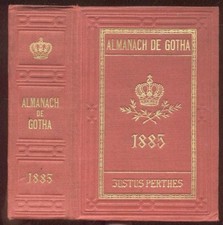 ALMANACH
DE
GOTHA
1885
ALMANACH DE GOTHA
1885
JUSTUS PERTHES